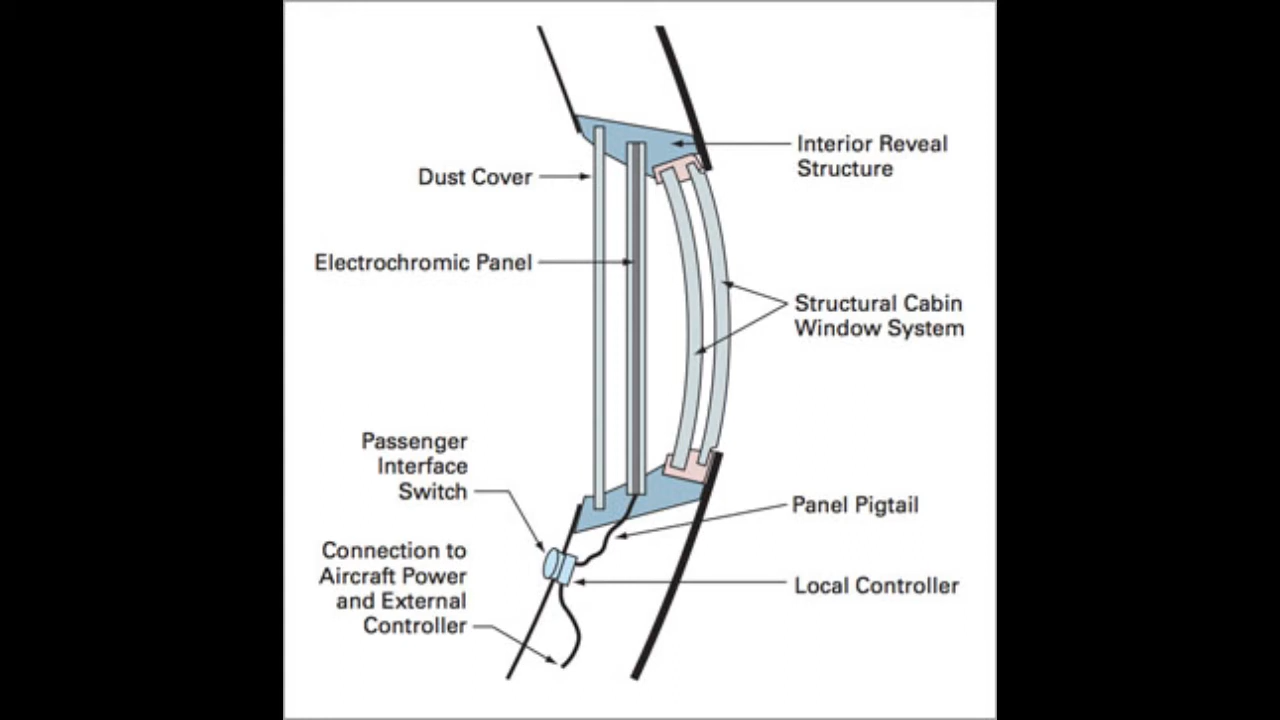 Interior Reveal
Structure
Dust Cover
Electrochromic Panel
Structural Cabin
Window System
Passenger
Interface
Switch
Panel Pigtail
Connection to
Aircraft Power
and External
Controller
Local Controller